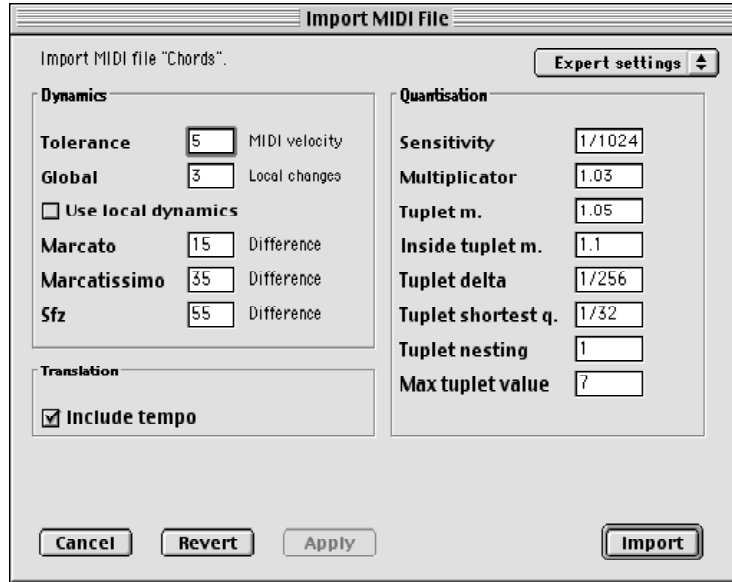 Import MIDI File
Import MIDI file "Chords".
Expert settings
Dynamics
Tolerance 5 MIDI velocity
Global 3 Local changes
Use local dynamics
Marcato 15 Difference
Marcatissimo 35 Difference
Sfz 55 Difference
Translation
Include tempo
Quantisation
Sensitivity 1/1024
Multiplicator 1.03
Tuplet m. 1.05
Inside tuplet m. 1.1
Tuplet delta 1/256
Tuplet shortest q. 1/32
Tuplet nesting 1
Max tuplet value 7
Cancel Revert Apply Import